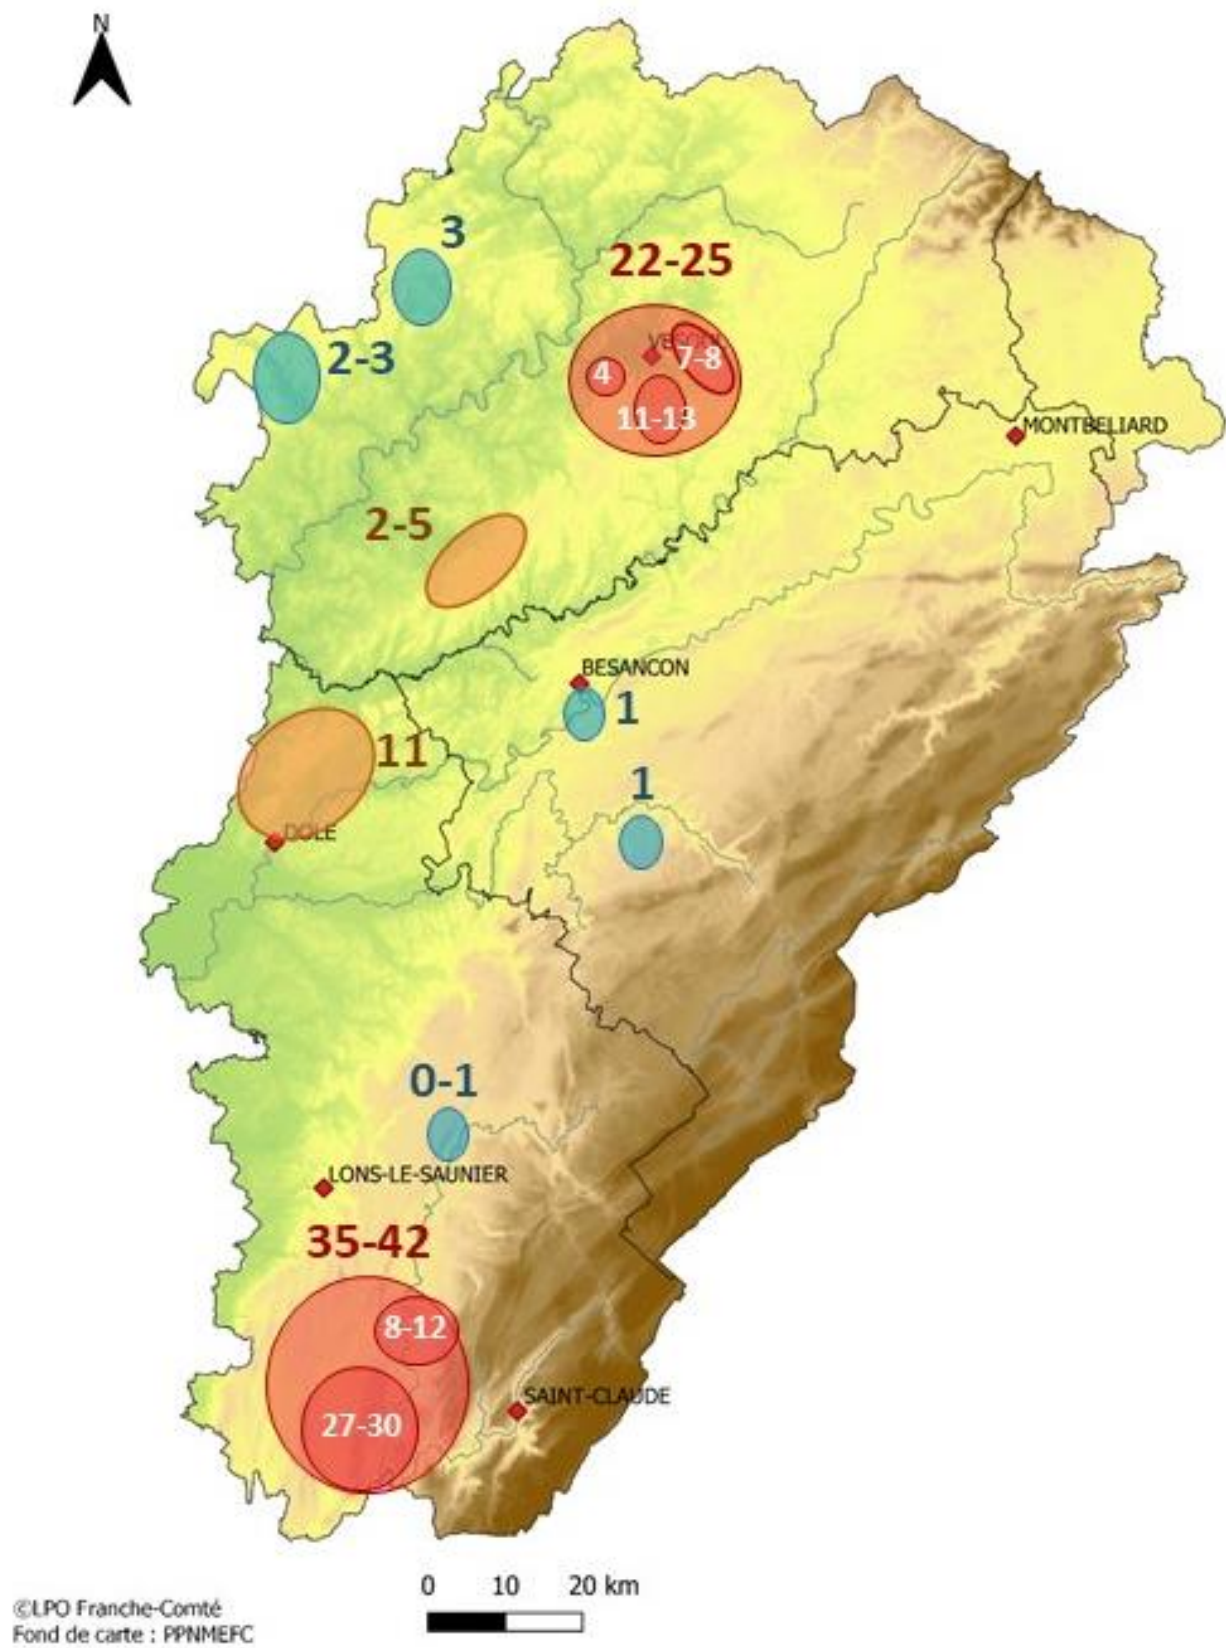 N
3
22-25
2-3
4
7-8
11-13
MONTBELIARD
2-5
BESANCON
1
11
1
DOLE
0-1
LONS-LE-SAUNIER
35-42
8-12
SAINT-CLAUDE
27-30
0 10 20 km
©LPO Franche-Comté
Fond de carte : PPNMEFC